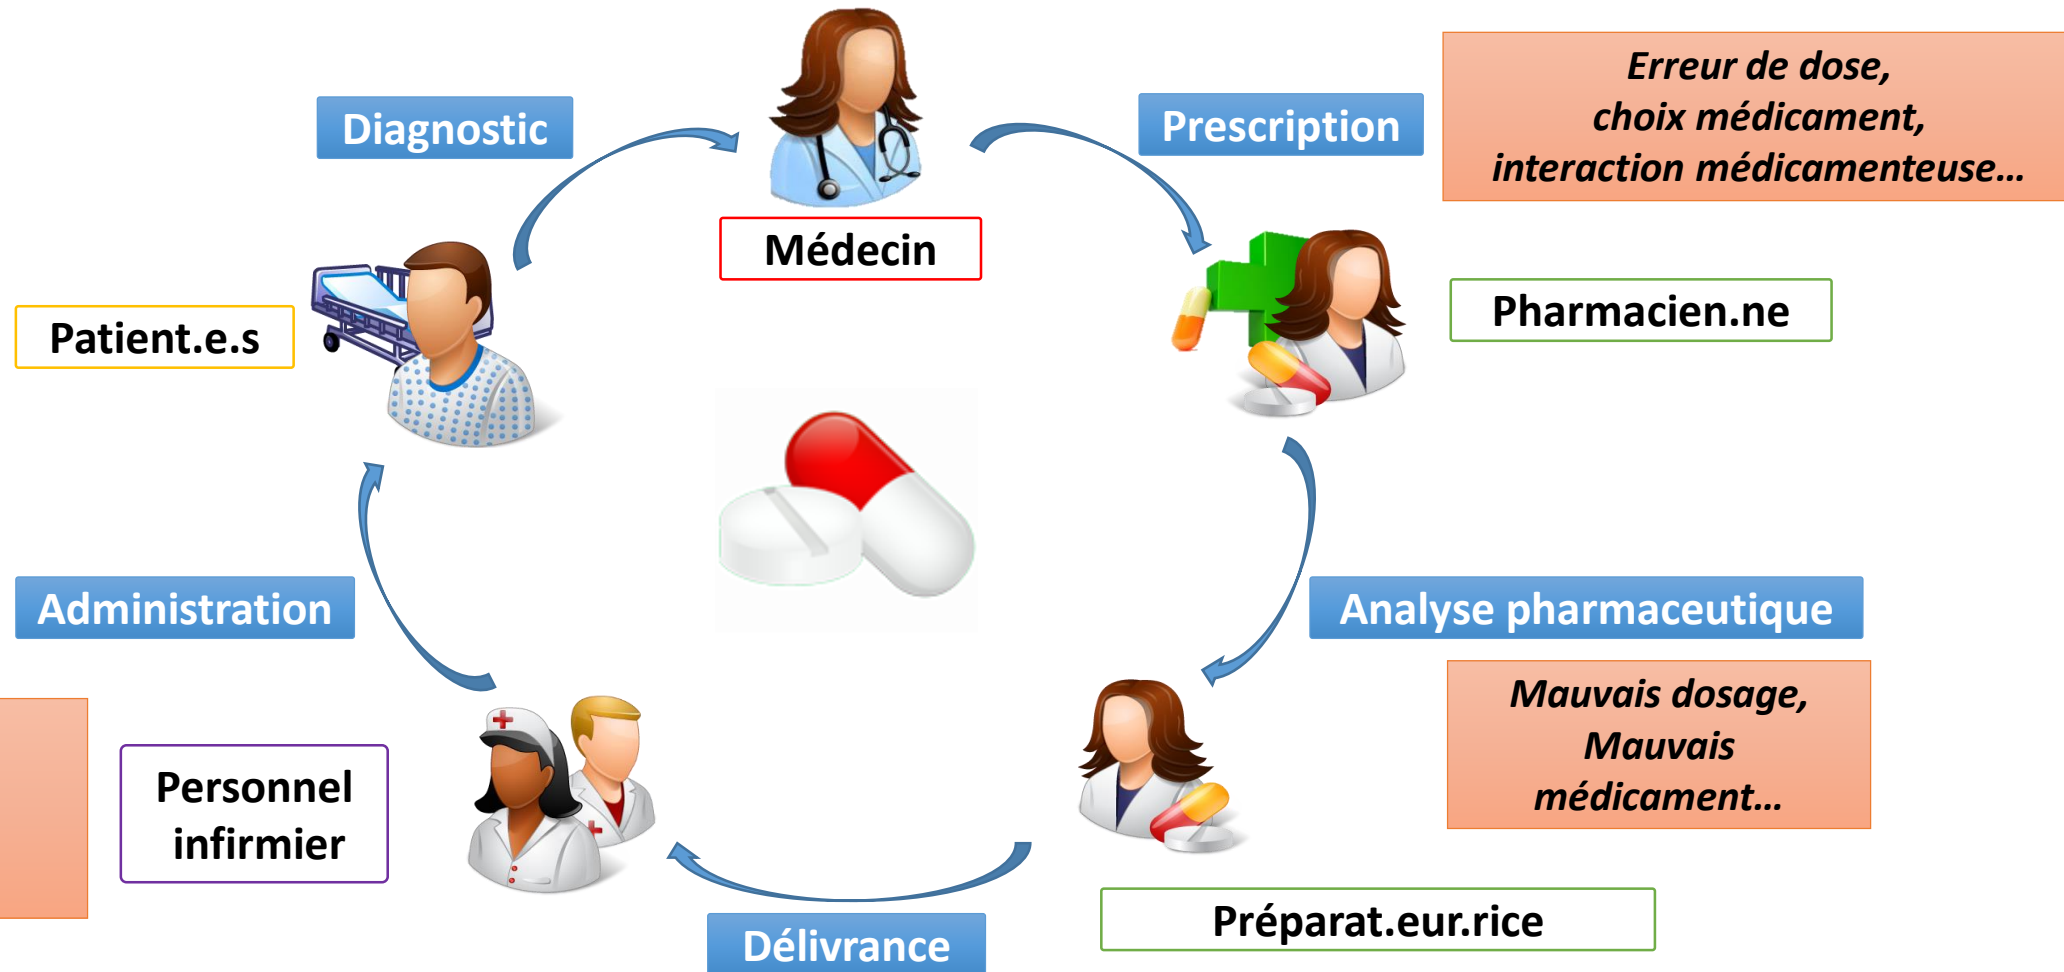 Diagnostic
Prescription
Erreur de dose,
choix médicament,
interaction médicamenteuse...
Médecin
Patient.e.s
Pharmacien.ne
Administration
Analyse pharmaceutique
Mauvais dosage,
Mauvais
médicament...
Personnel
infirmier
Préparat.eur.rice
Délivrance